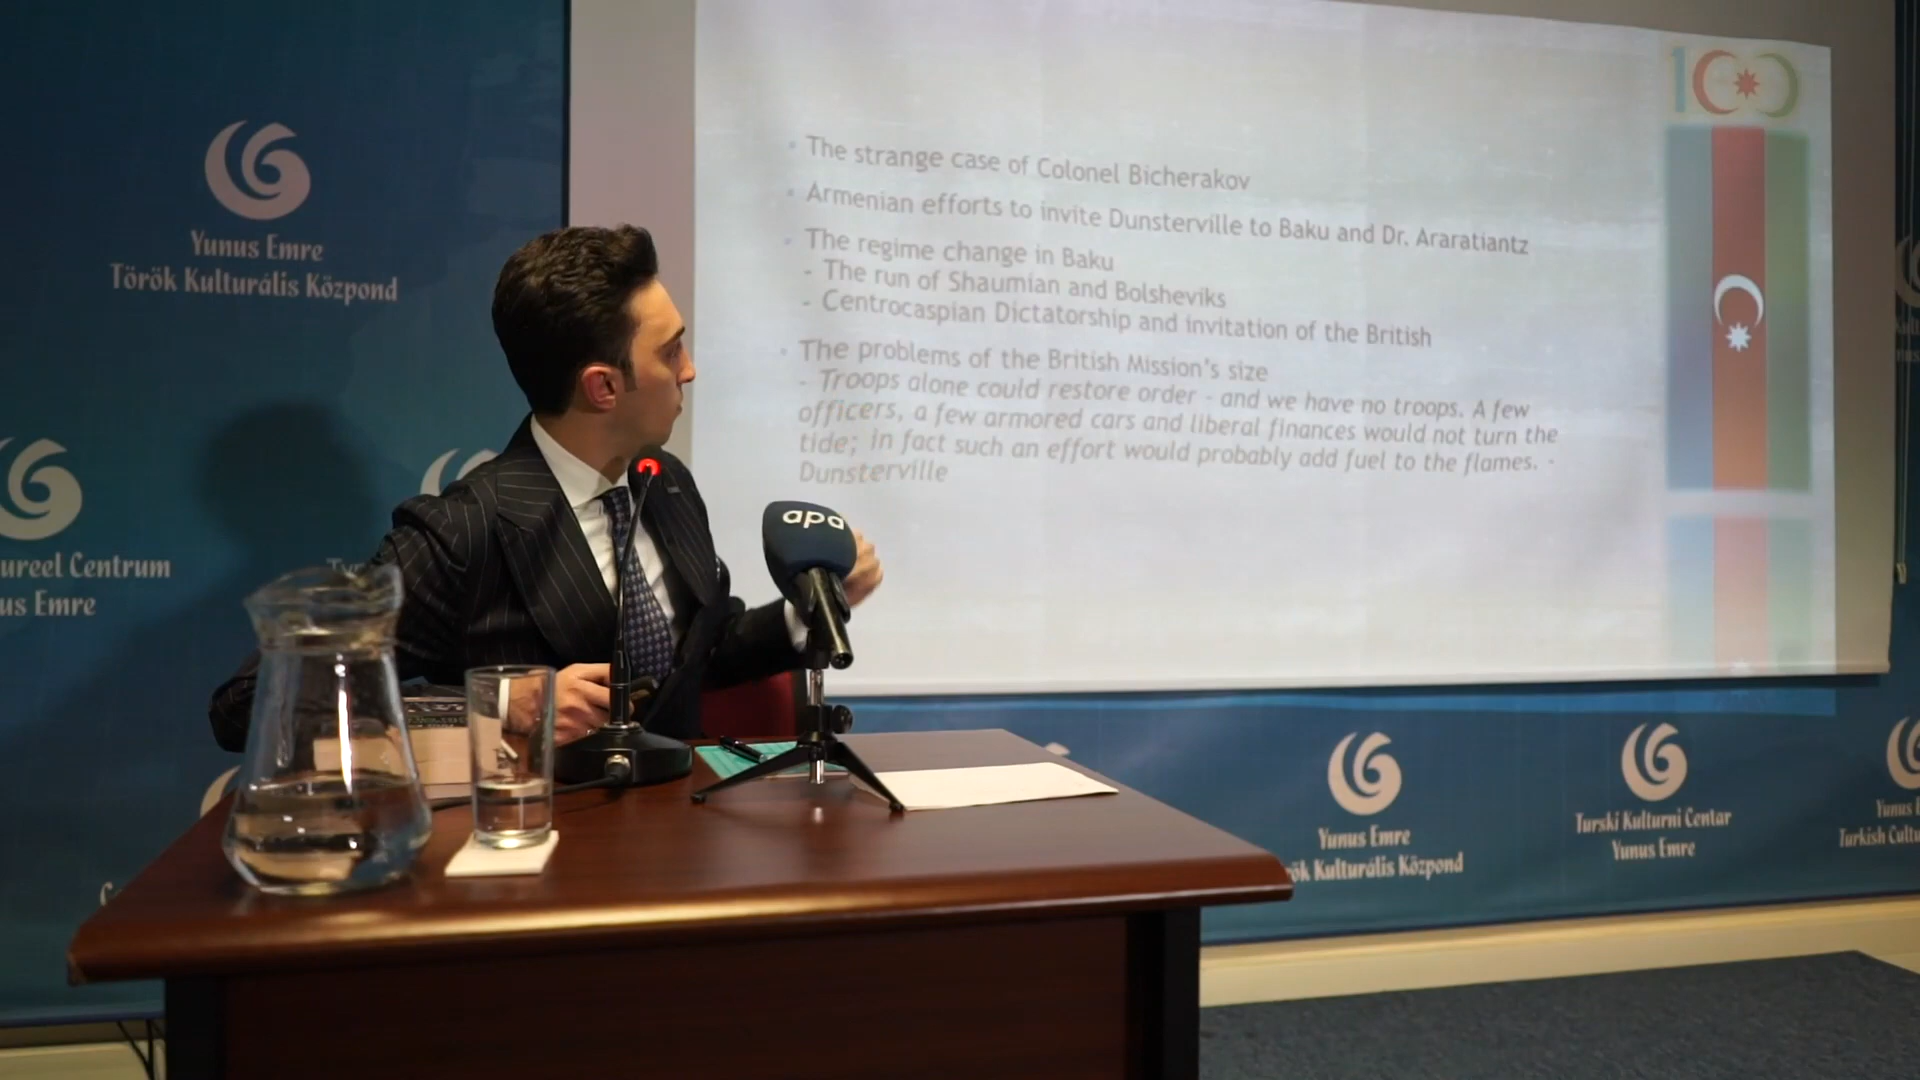 Yunus Emre
Török Kulturális Központ
ureel Centrum
us Emre
100
The strange case of Colonel Bicherakov
Armenian efforts to invite Dunsterville to Baku and Dr. Araratiantz
The regime change in Baku
- The run of Shaumian and Bolsheviks
- Centrocaspian Dictatorship and invitation of the British
The problems of the British Mission's size
- Troops alone could restore order - and we have no troops. A few
officers, a few armored cars and liberal finances would not turn the
tide; in fact such an effort would probably add fuel to the flames. -
Dunsterville
apa
Yunus Emre
ök Kulturális Központ
Turski Kulturni Centar
Yunus Emre
Yunus
Turkish Cultu